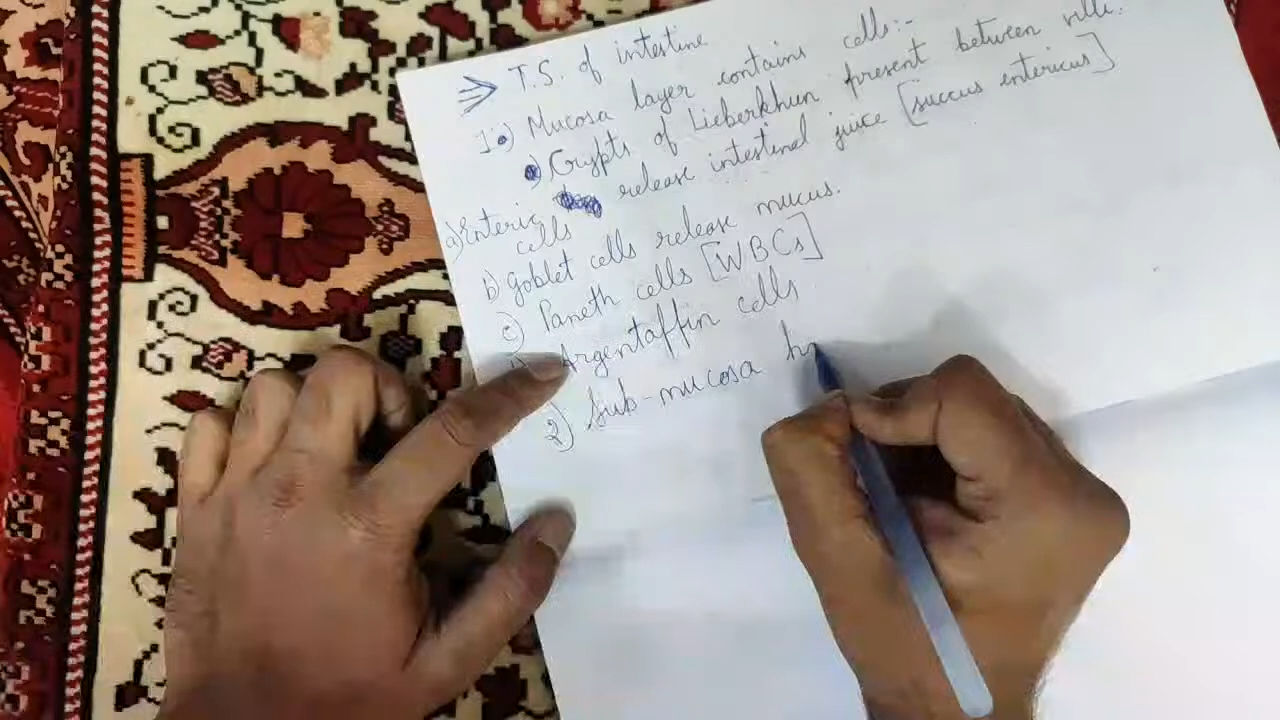 ⇒ T.S. of intestine
1•) Mucosa layer contains cells:-
•) Crypts of Lieberkhun present between villi.
a) Enteric cells release intestinal juice [succus entericus]
b) Goblet cells release mucus.
c) Paneth cells [WBCs]
Argentaffin cells
2) Sub-mucosa